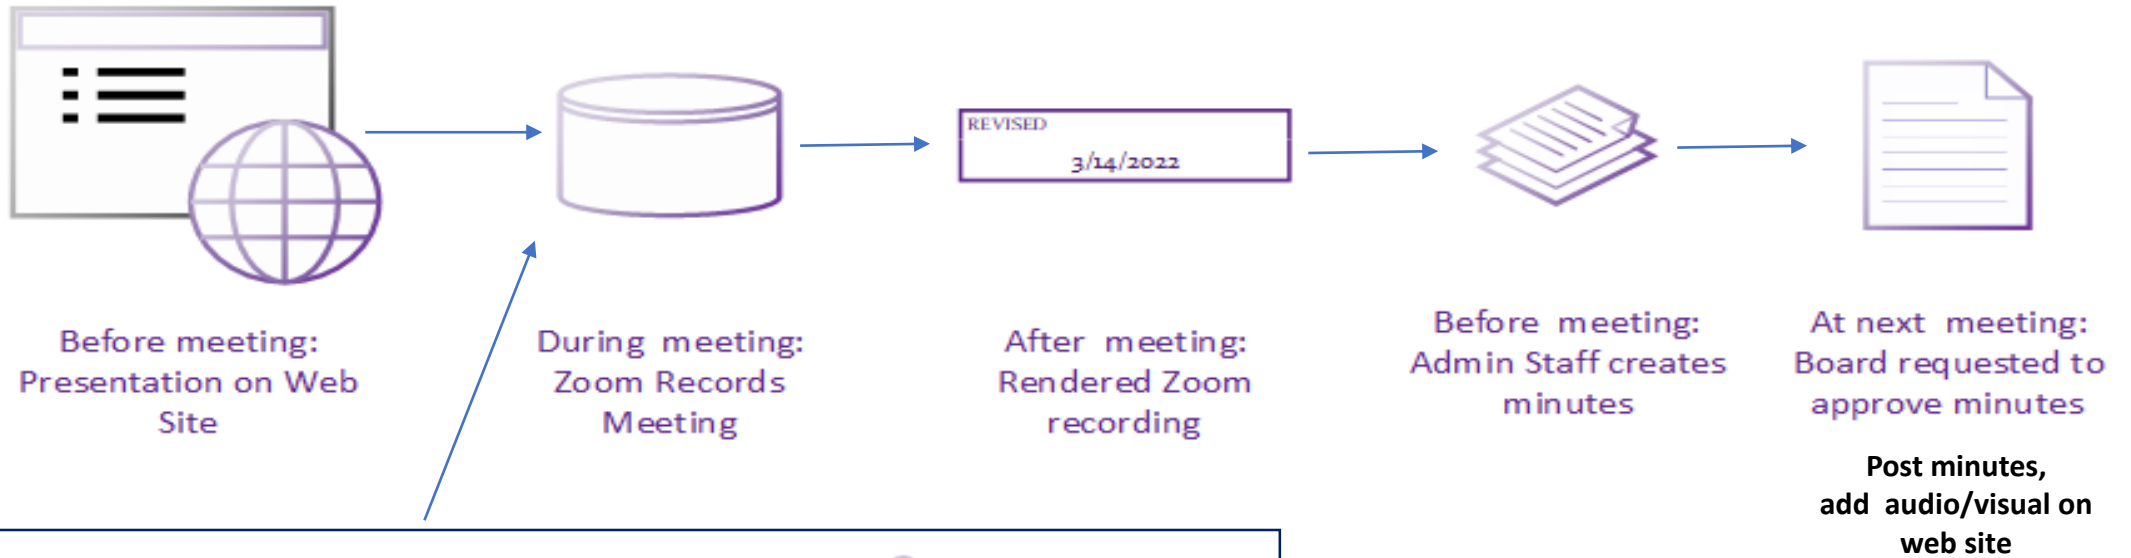 REVISED
3/14/2022
Before meeting:
Presentation on Web
Site
During meeting:
Zoom Records
Meeting
After meeting:
Rendered Zoom
recording
Before meeting:
Admin Staff creates
minutes
At next meeting:
Board requested to
approve minutes
Post minutes,
add audio/visual on
web site